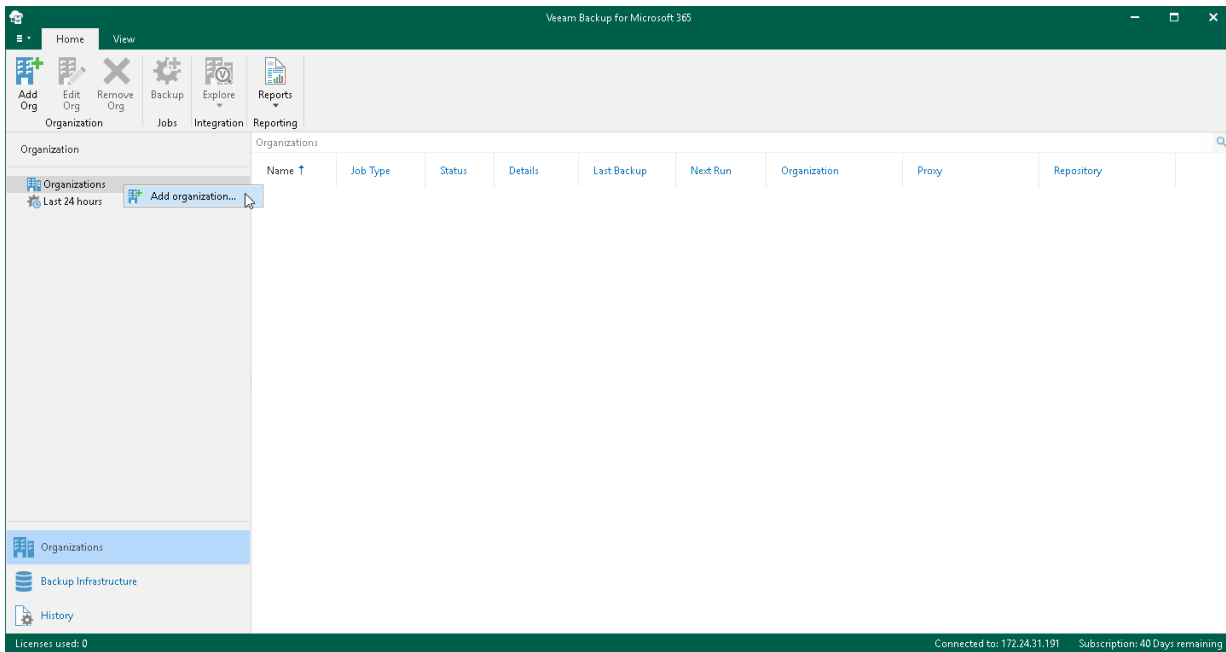 Veeam Backup for Microsoft 365
Home View
Add Org Edit Org Remove Org Backup Explore Reports
Organization Jobs Integration Reporting
Organization
Organizations
Name Job Type Status Details Last Backup Next Run Organization Proxy Repository
Organizations
Add organization...
Last 24 hours
Organizations
Backup Infrastructure
History
Licenses used: 0 Connected to: 172.24.31.191 Subscription: 40 Days remaining